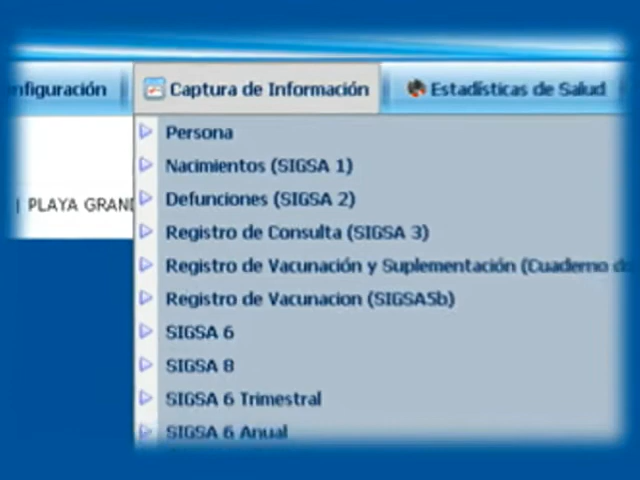 nfiguración
Captura de Información
Estadísticas de Salud
Persona
Nacimientos (SIGSA 1)
Defunciones (SIGSA 2)
| PLAYA GRAND
Registro de Consulta (SIGSA 3)
Registro de Vacunación y Suplementación (Cuaderno d
Registro de Vacunacion (SIGSA5b)
SIGSA 6
SIGSA 8
SIGSA 6 Trimestral
SIGSA 6 Anual